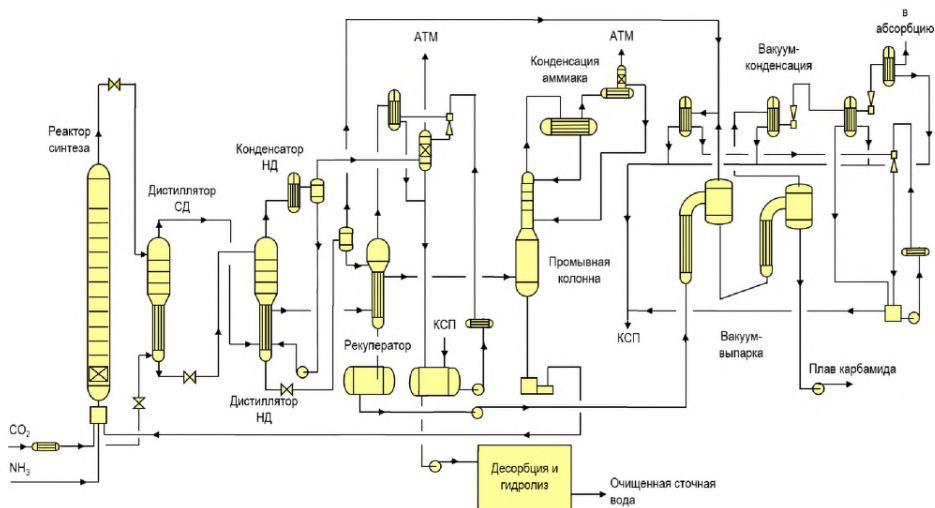 АТМ
АТМ
в
абсорбцию
Конденсация
аммиака
Вакуум-
конденсация
Реактор
синтеза
Конденсатор
НД
Дистиллятор
СД
Промывная
колонна
КСП
КСП
Рекуператор
Вакуум-
выпарка
Плав карбамида
Дистиллятор
НД
CO2
NH3
Десорбция и
гидролиз
Очищенная сточная
вода